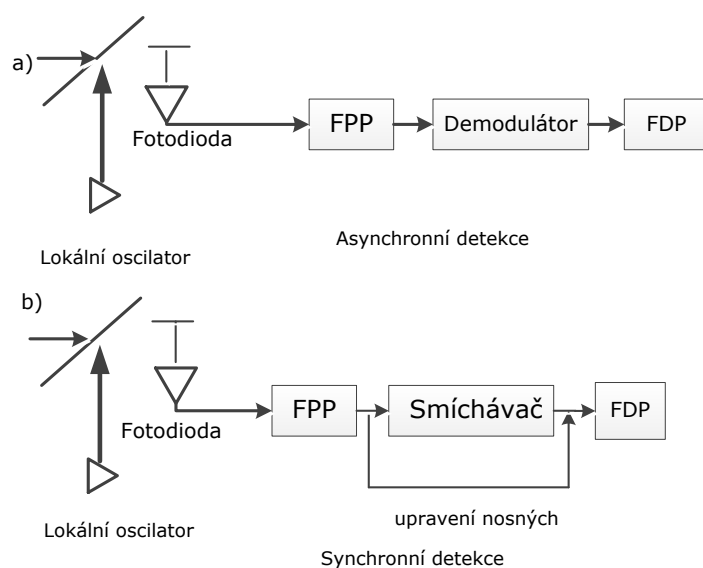 a)
Fotodioda
FPP
Demodulátor
FDP
Lokální oscilator
Asynchronní detekce
b)
Fotodioda
FPP
Smíchávač
FDP
Lokální oscilator
upravení nosných
Synchronní detekce